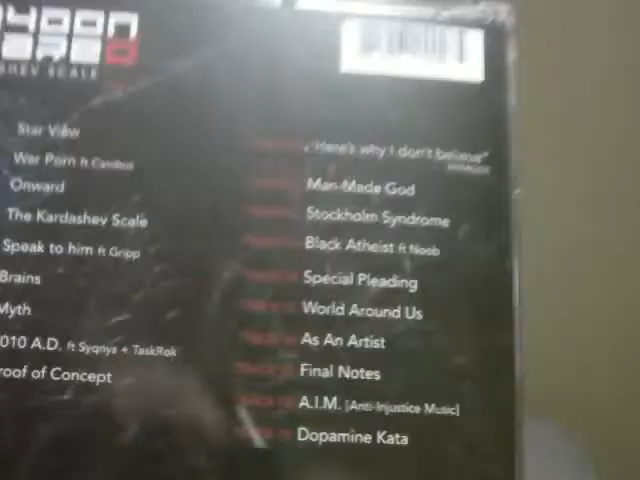 SHEV SCALE
Star View
War Porn ft Canibus
Onward
The Kardashev Scale
Speak to him ft Gripp
Brains
Myth
010 A.D. ft Syqnys + TaskRok
roof of Concept
"Here's why I don't believe"
Man-Made God
Stockholm Syndrome
Black Atheist ft Noob
Special Pleading
World Around Us
As An Artist
Final Notes
A.I.M. [Anti-Injustice Music]
Dopamine Kata